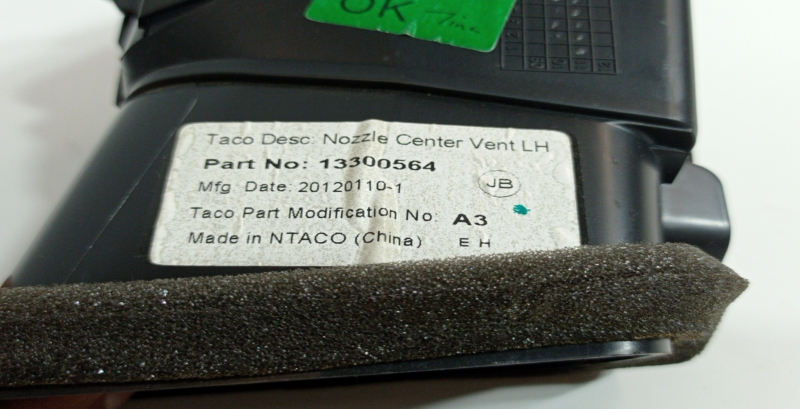 OK
Taco Desc: Nozzle Center Vent LH
Part No: 13300564
Mfg. Date: 20120110-1
JB
Taco Part Modification No: A3
Made in NTACO (China) E H